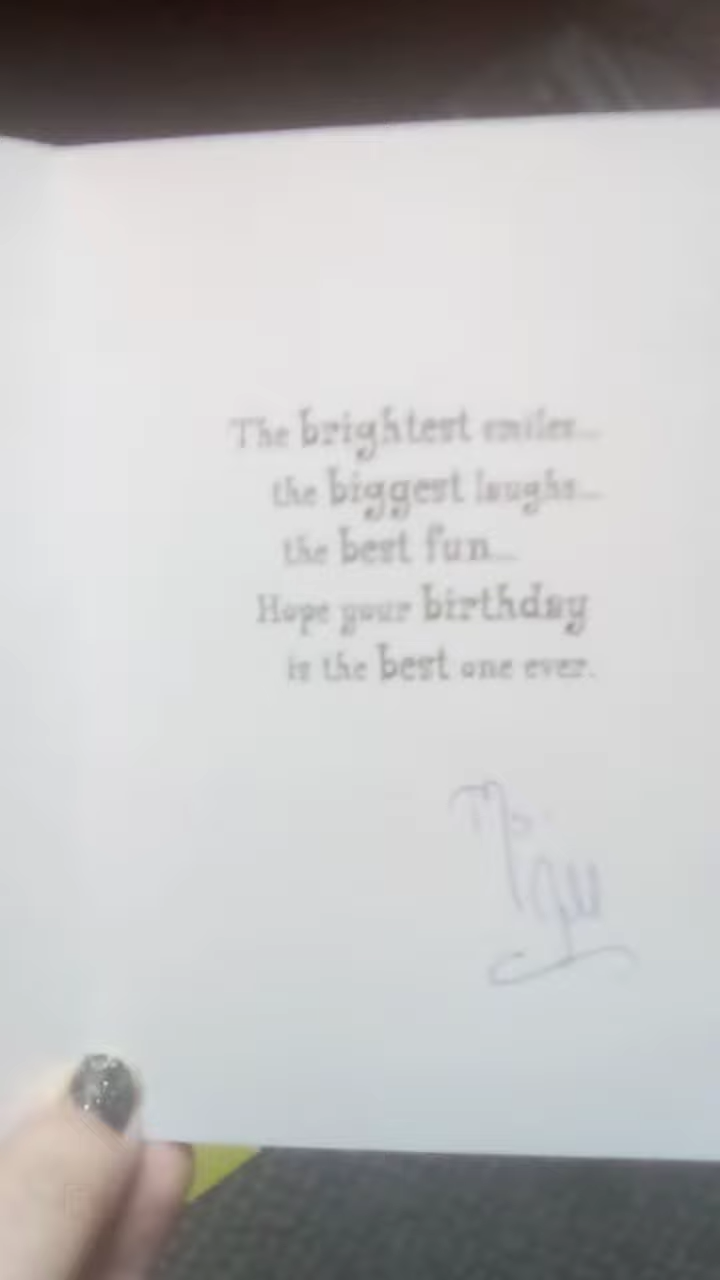 The brightest smiles...
the biggest laughs...
the best fun...
Hope your birthday
is the best one ever.